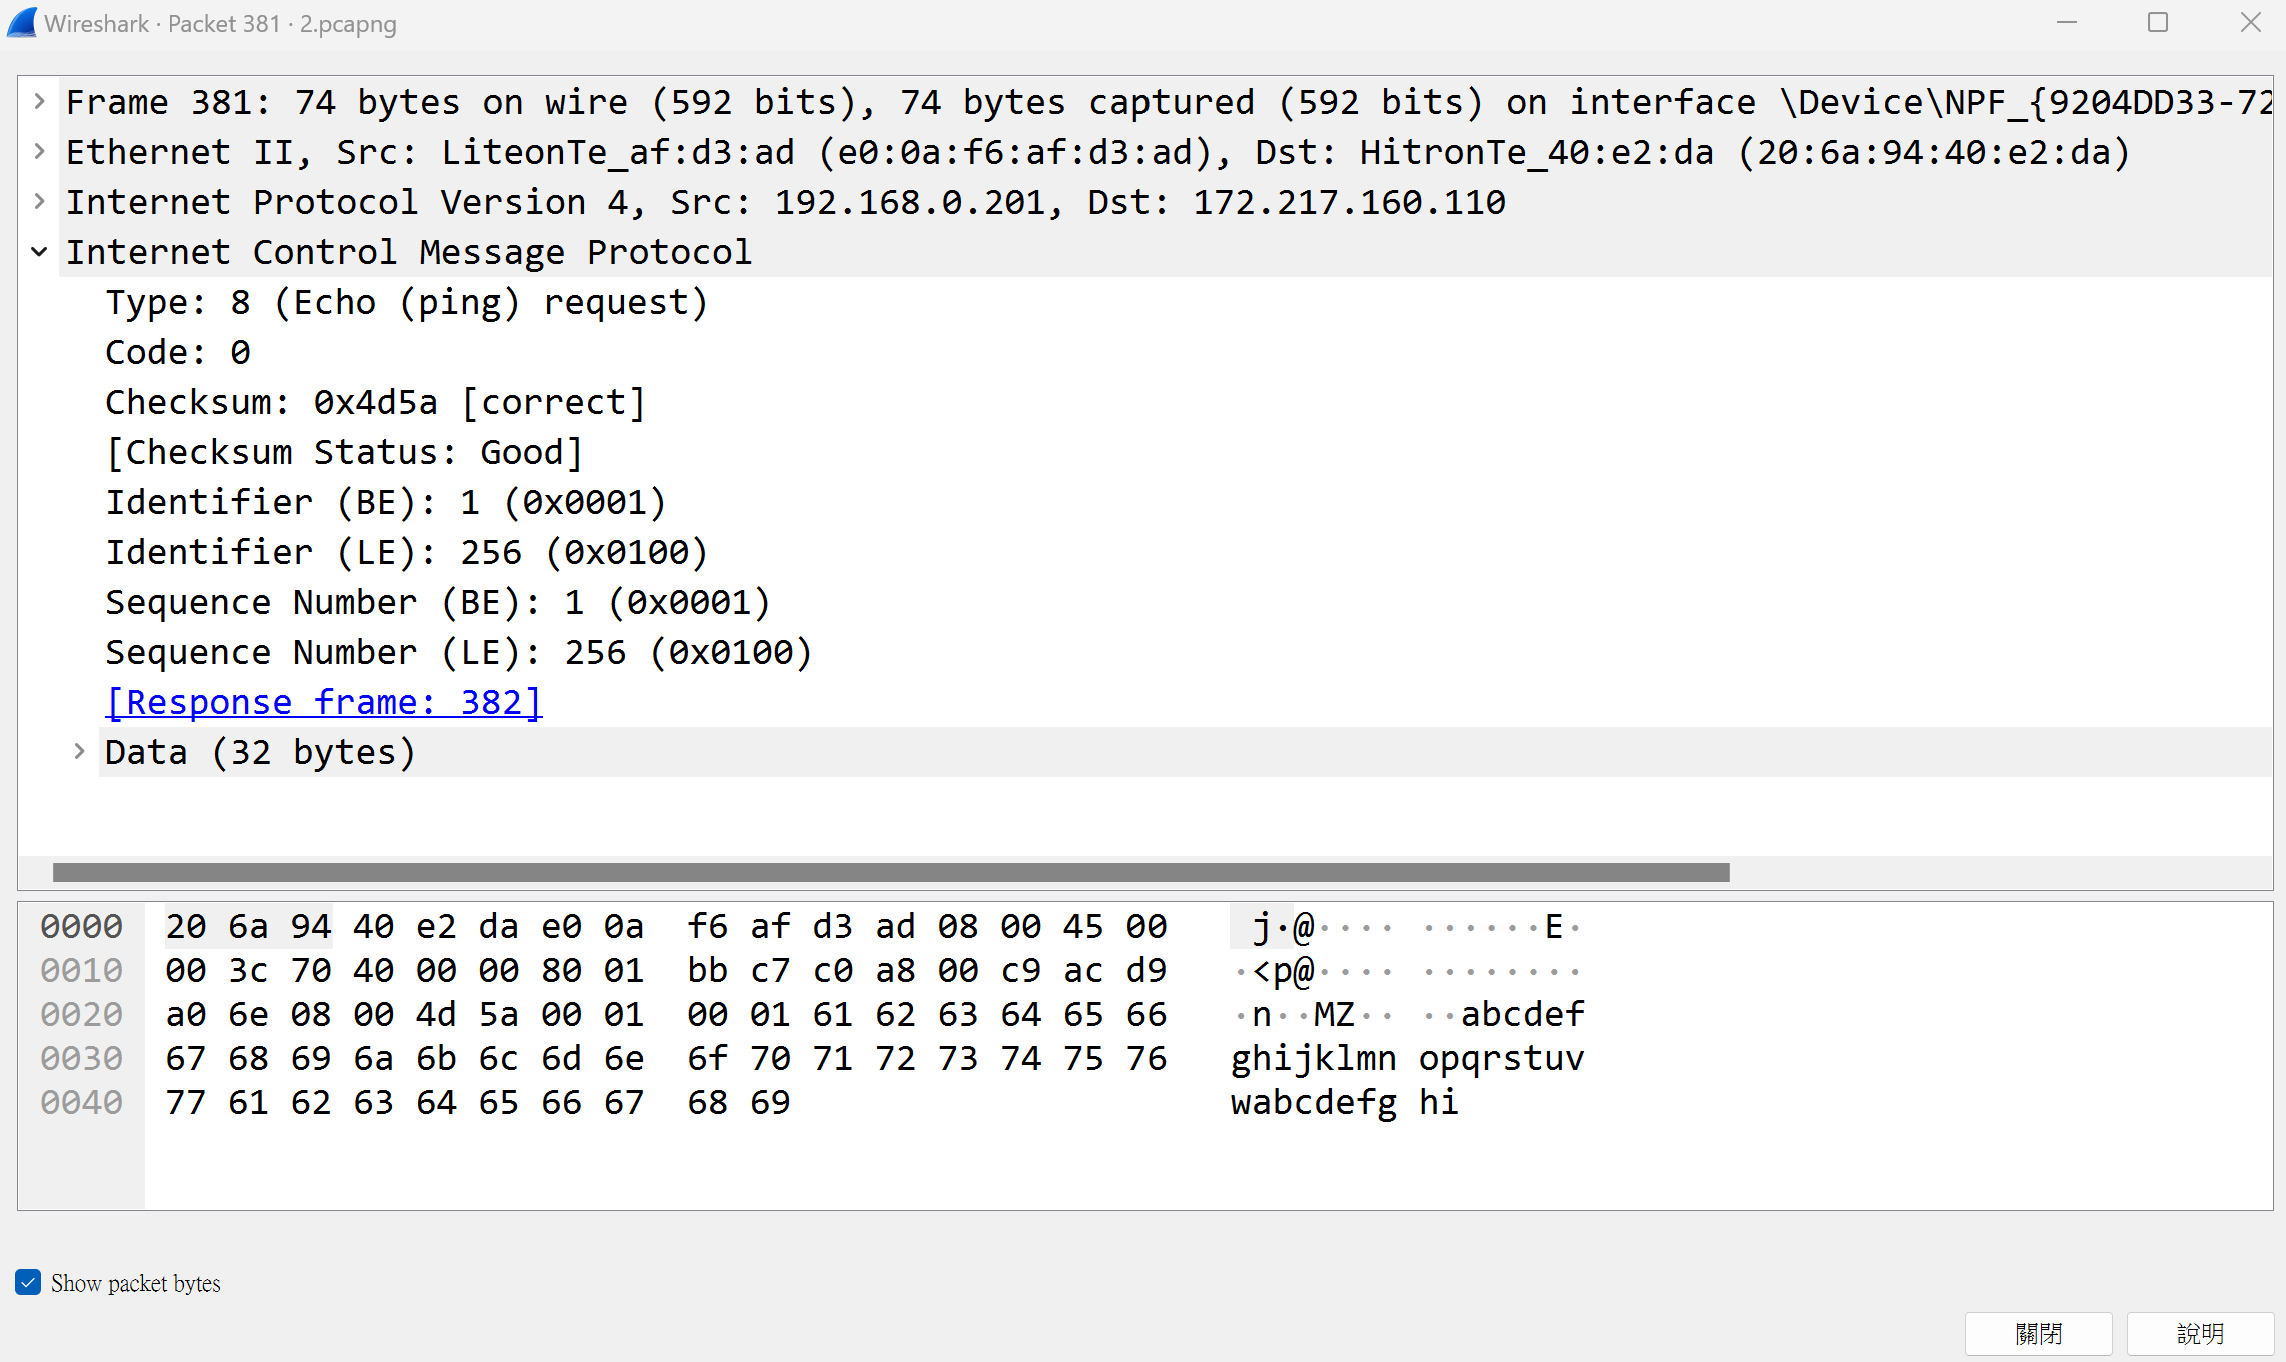 Wireshark · Packet 381 · 2.pcapng
Frame 381: 74 bytes on wire (592 bits), 74 bytes captured (592 bits) on interface \Device\NPF_{9204DD33-72
Ethernet II, Src: LiteonTe_af:d3:ad (e0:0a:f6:af:d3:ad), Dst: HitronTe_40:e2:da (20:6a:94:40:e2:da)
Internet Protocol Version 4, Src: 192.168.0.201, Dst: 172.217.160.110
Internet Control Message Protocol
Type: 8 (Echo (ping) request)
Code: 0
Checksum: 0x4d5a [correct]
[Checksum Status: Good]
Identifier (BE): 1 (0x0001)
Identifier (LE): 256 (0x0100)
Sequence Number (BE): 1 (0x0001)
Sequence Number (LE): 256 (0x0100)
[Response frame: 382]
Data (32 bytes)
0000 20 6a 94 40 e2 da e0 0a f6 af d3 ad 08 00 45 00 j·@···· ······E·
0010 00 3c 70 40 00 00 80 01 bb c7 c0 a8 00 c9 ac d9 ·<p@···· ········
0020 a0 6e 08 00 4d 5a 00 01 00 01 61 62 63 64 65 66 ·n··MZ·· ··abcdef
0030 67 68 69 6a 6b 6c 6d 6e 6f 70 71 72 73 74 75 76 ghijklmn opqrstuv
0040 77 61 62 63 64 65 66 67 68 69 wabcdefg hi
Show packet bytes
關閉 說明